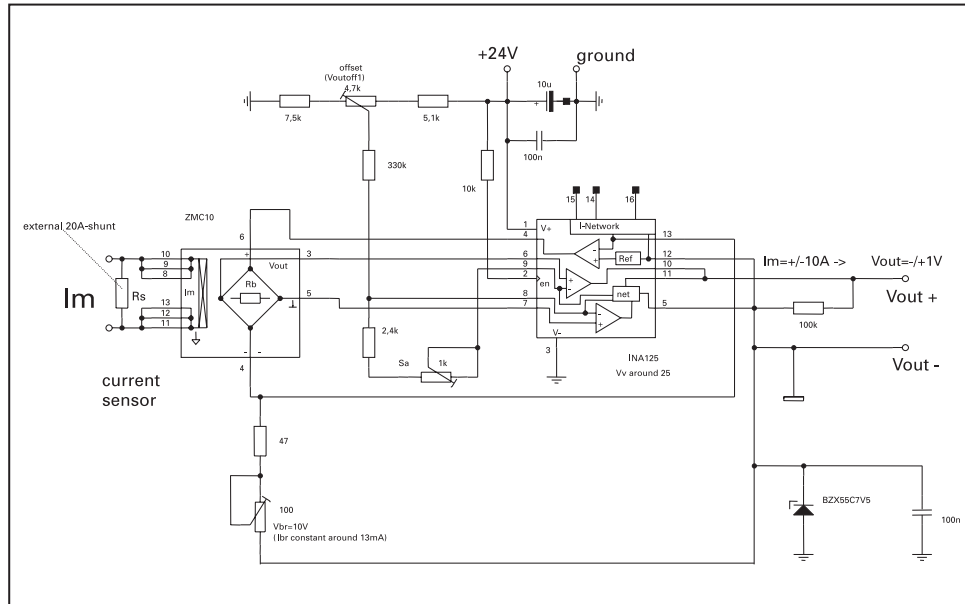 +24V
ground
offset
(Voutoff1)
4,7k
10u
+
7,5k
5,1k
100n
330k
10k
15
14
16
ZMC10
I-Network
external 20A-shunt
6
1
V+
4
13
+
Vout
3
6
Ref
12
10
9
8
Im
Rs
Im
Rb
9
2
en
10
11
Im=+/-10A ->
Vout=-/+1V
net
Vout +
13
12
11
5
8
7
5
100k
V-
2,4k
3
INA125
Vv around 25
Vout -
Sa
1k
- -
4
current
sensor
47
100
Vbr=10V
(Ibr constant around 13mA)
BZX55C7V5
100n